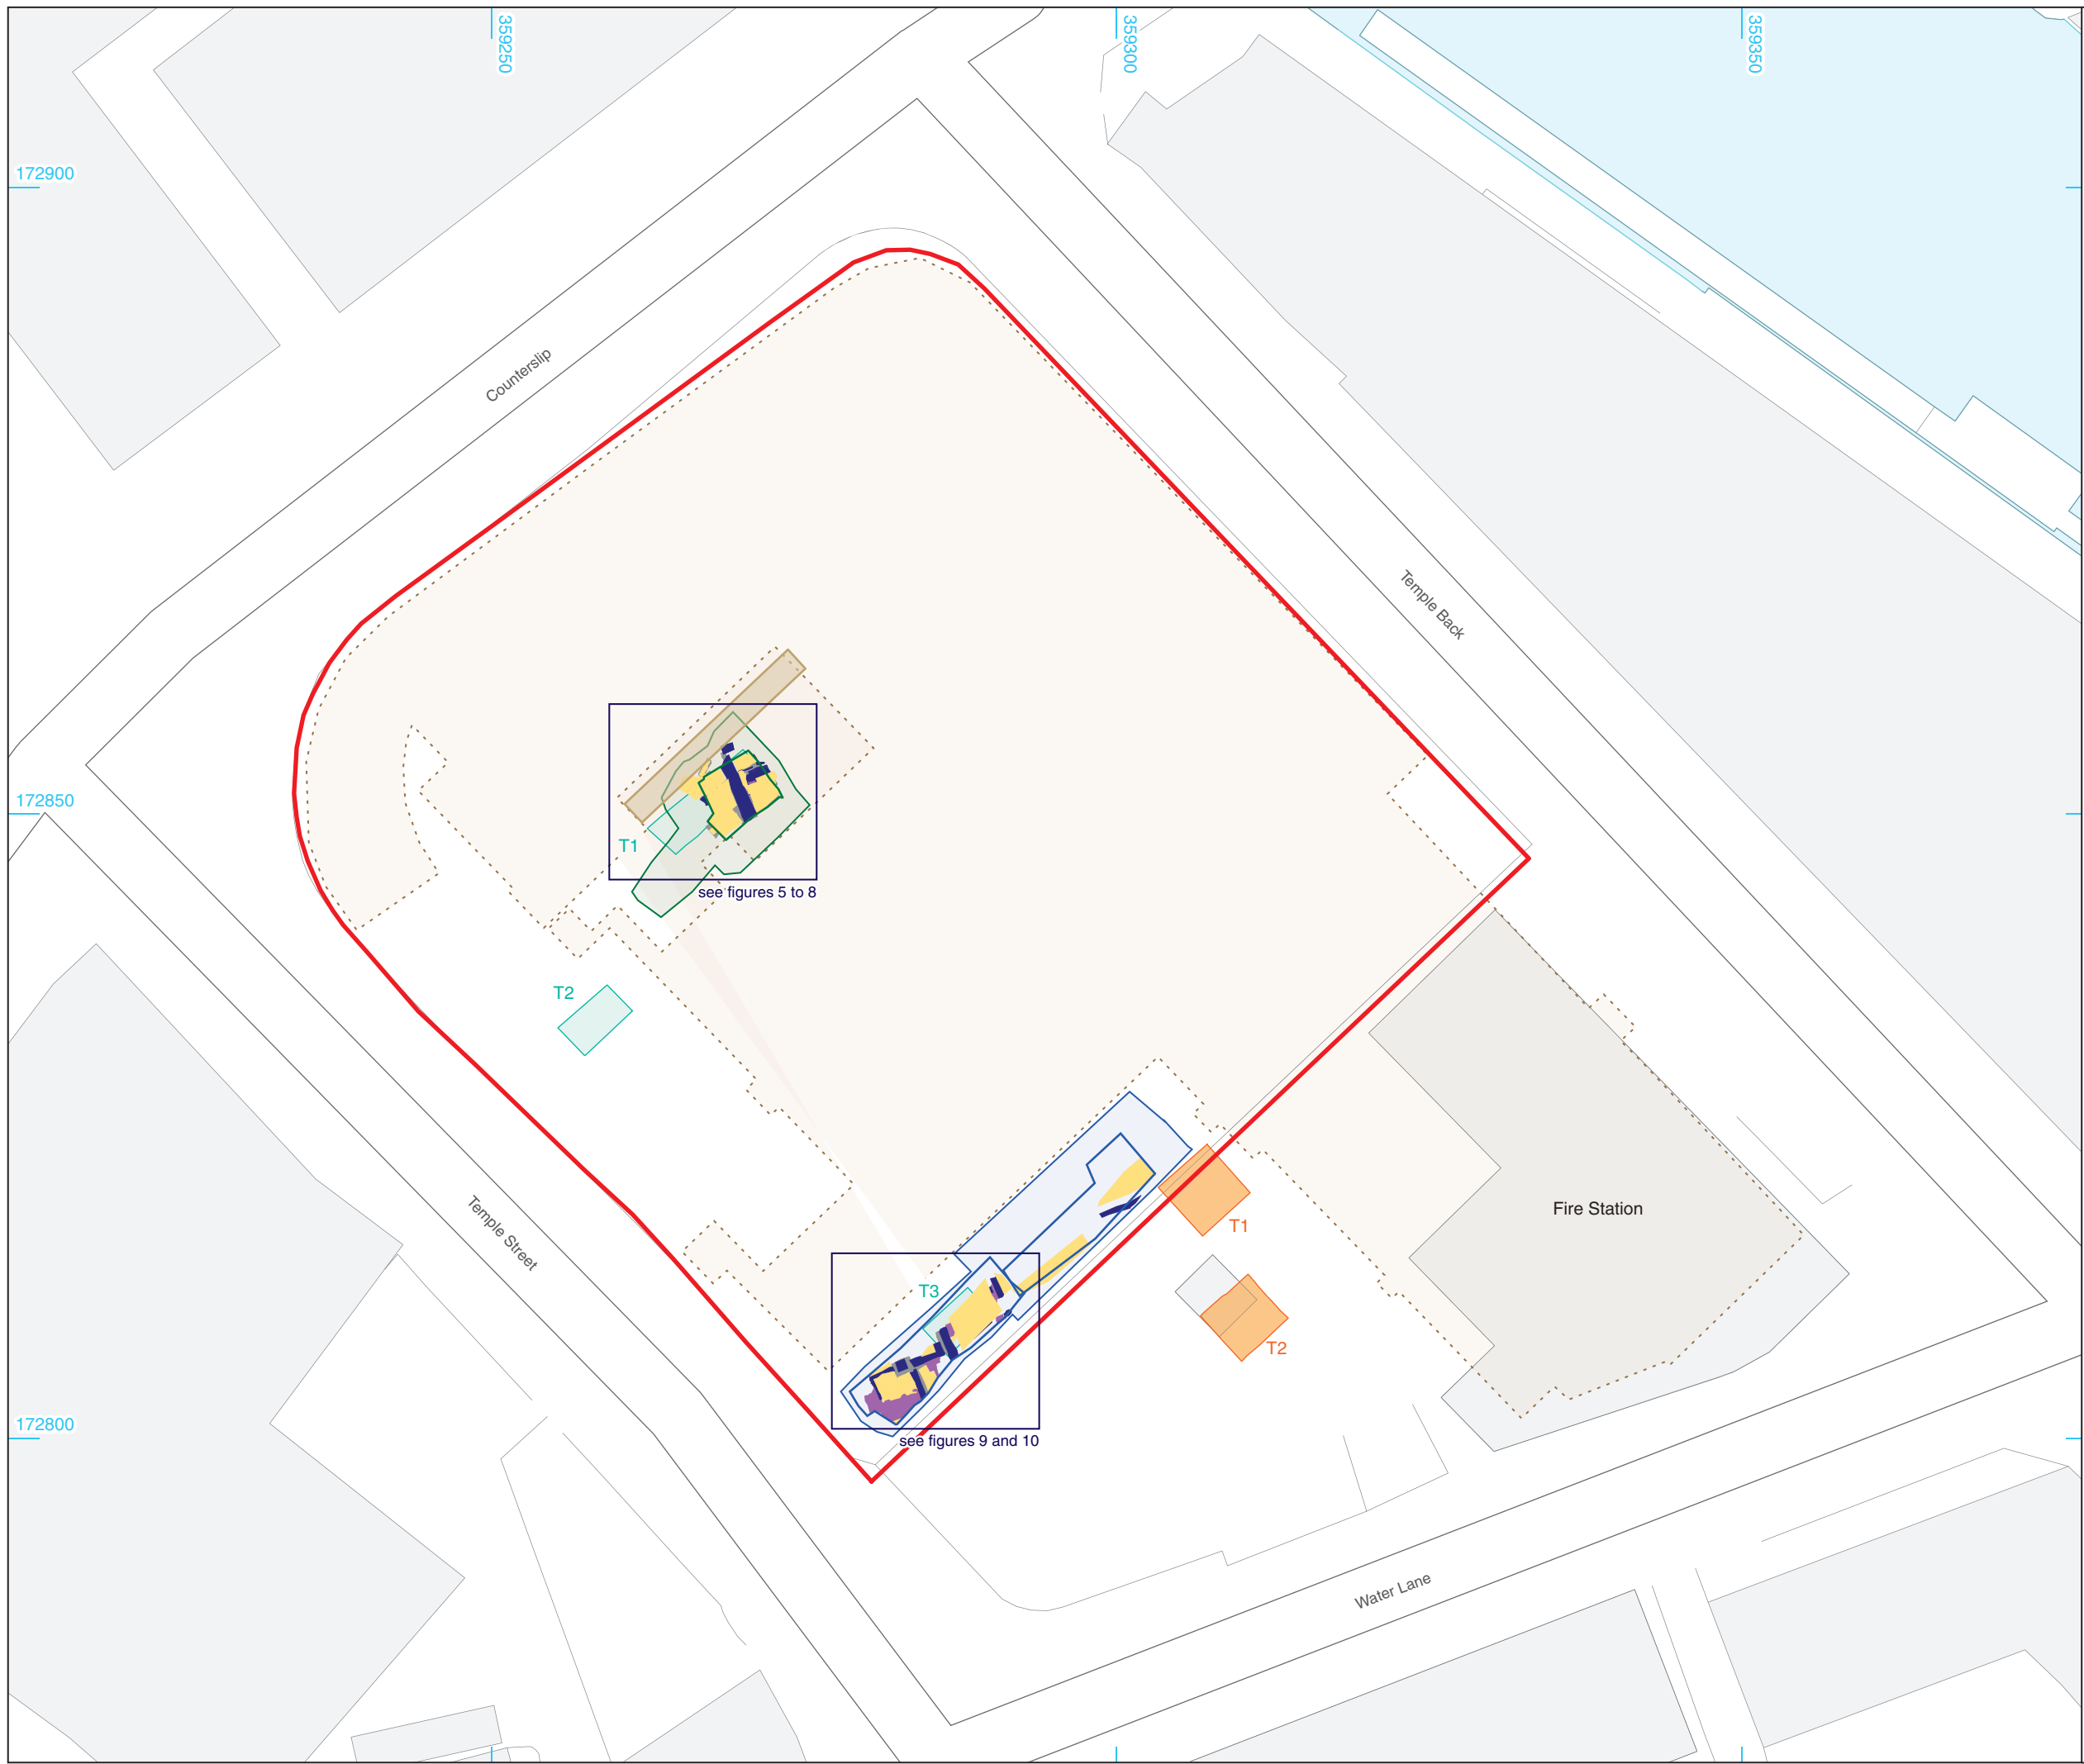 359250
359300
359350
172900
Counterslip
Temple Back
172850
T1
see figures 5 to 8
T2
Temple Street
Fire Station
T1
T3
T2
172800
see figures 9 and 10
Water Lane